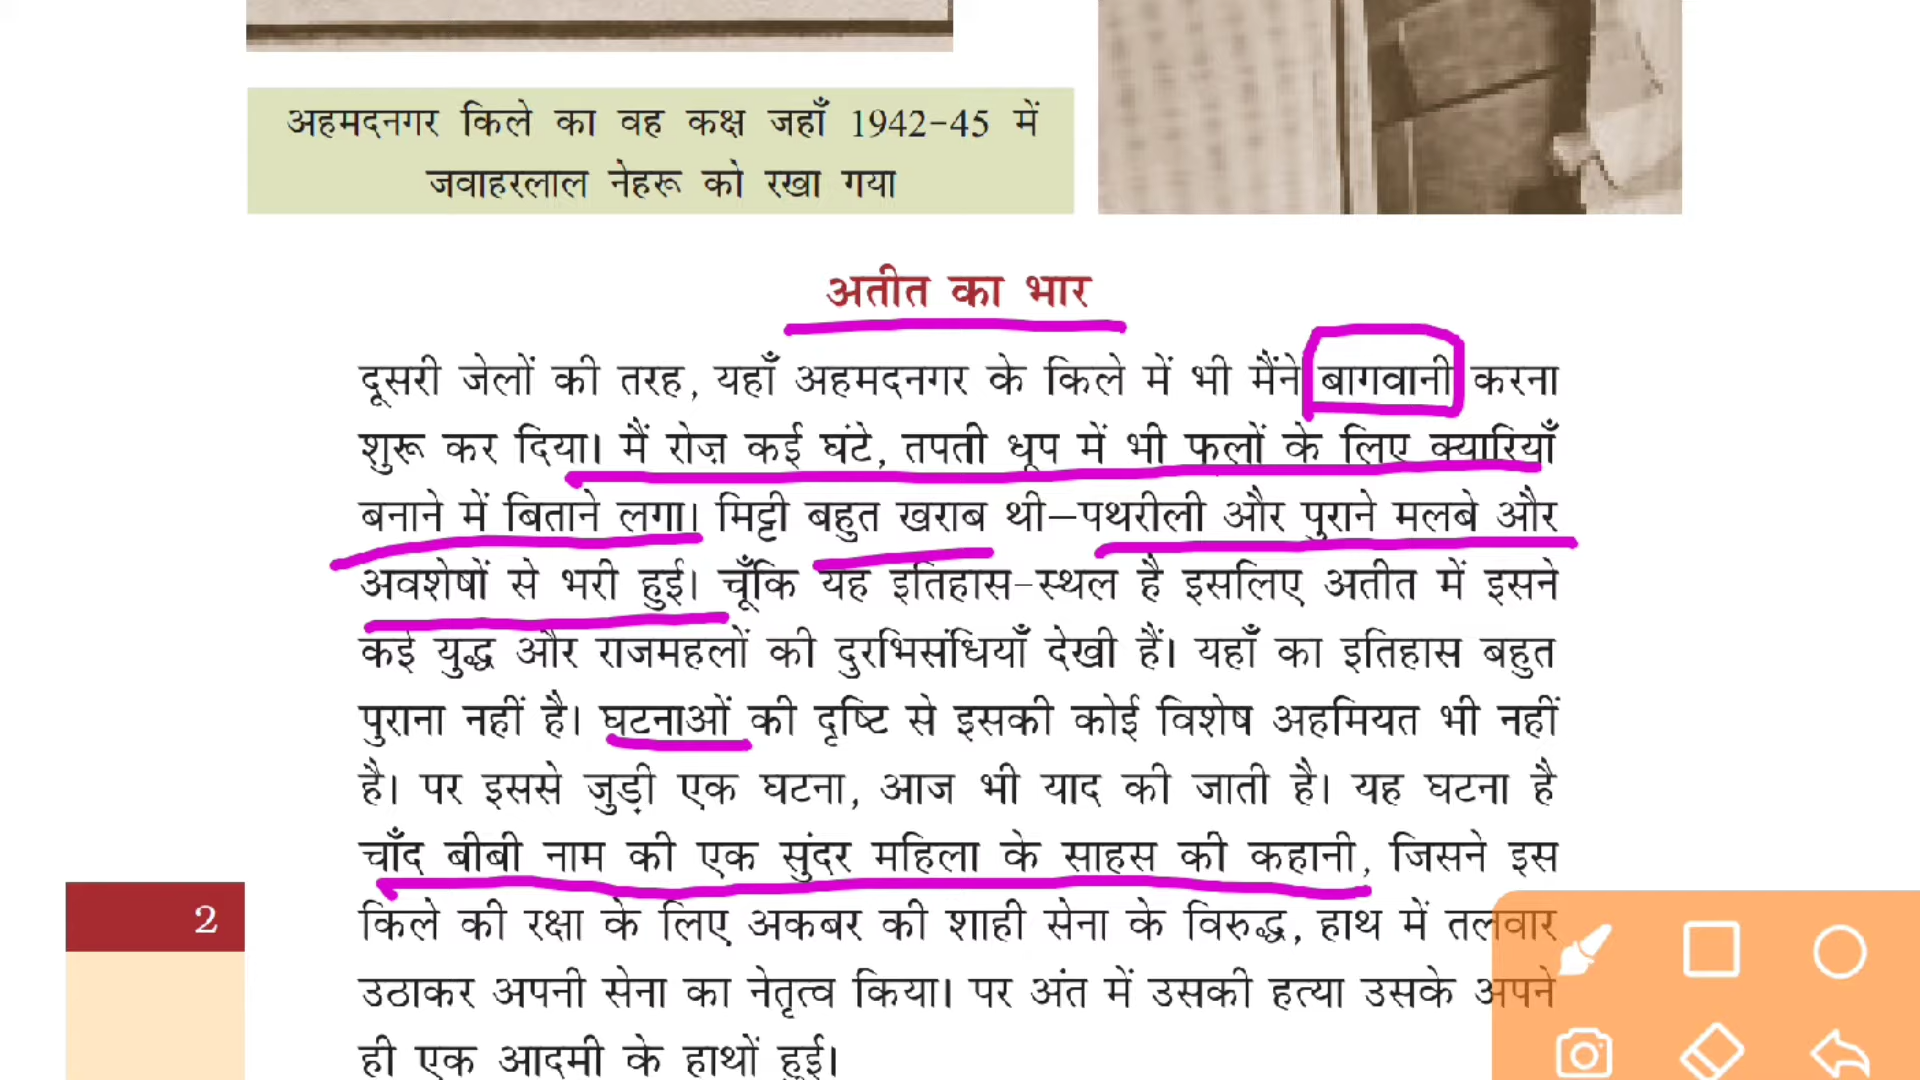 अहमदनगर किले का वह कक्ष जहाँ 1942-45 में
जवाहरलाल नेहरू को रखा गया
अतीत का भार
दूसरी जेलों की तरह, यहाँ अहमदनगर के किले में भी मैंने बागवानी करना
शुरू कर दिया। मैं रोज़ कई घंटे, तपती धूप में भी फूलों के लिए क्यारियाँ
बनाने में बिताने लगा। मिट्टी बहुत खराब थी—पथरीली और पुराने मलबे और
अवशेषों से भरी हुई। चूँकि यह इतिहास-स्थल है इसलिए अतीत में इसने
कई युद्ध और राजमहलों की दुरभिसंधियाँ देखी हैं। यहाँ का इतिहास बहुत
पुराना नहीं है। घटनाओं की दृष्टि से इसकी कोई विशेष अहमियत भी नहीं
है। पर इससे जुड़ी एक घटना, आज भी याद की जाती है। यह घटना है
चाँद बीबी नाम की एक सुंदर महिला के साहस की कहानी, जिसने इस
किले की रक्षा के लिए अकबर की शाही सेना के विरुद्ध, हाथ में तलवार
उठाकर अपनी सेना का नेतृत्व किया। पर अंत में उसकी हत्या उसके अपने
ही एक आदमी के हाथों हुई।
2